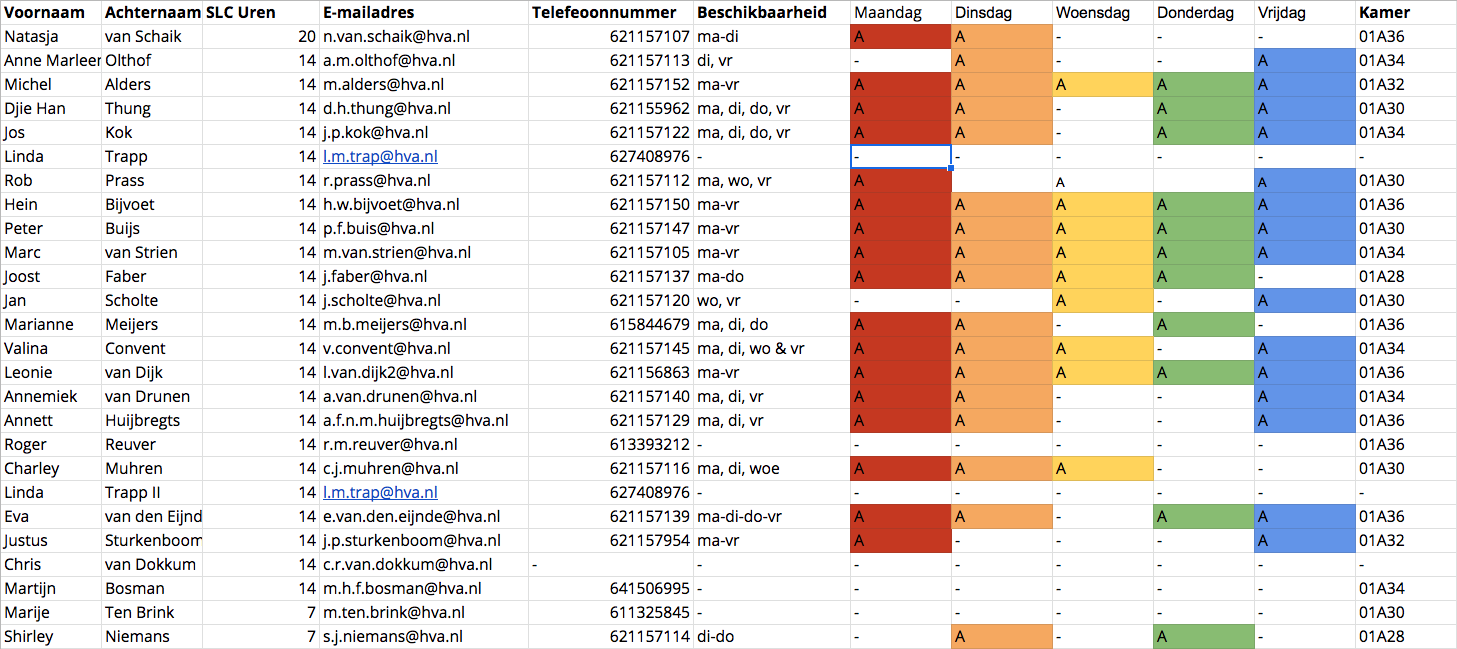 Voornaam Achternaam SLC Uren E-mailadres Telefeoonnummer Beschikbaarheid Maandag Dinsdag Woensdag Donderdag Vrijdag Kamer
Natasja van Schaik 20 n.van.schaik@hva.nl 621157107 ma-di A A - - - 01A36
Anne Marleen Olthof 14 a.m.olthof@hva.nl 621157113 di, vr - A - - A 01A34
Michel Alders 14 m.alders@hva.nl 621157152 ma-vr A A A A A 01A32
Djie Han Thung 14 d.h.thung@hva.nl 621155962 ma, di, do, vr A A - A A 01A30
Jos Kok 14 j.p.kok@hva.nl 621157122 ma, di, do, vr A A - A A 01A34
Linda Trapp 14 l.m.trap@hva.nl 627408976 - - - - - - -
Rob Prass 14 r.prass@hva.nl 621157112 ma, wo, vr A A A 01A30
Hein Bijvoet 14 h.w.bijvoet@hva.nl 621157150 ma-vr A A A A A 01A36
Peter Buijs 14 p.f.buis@hva.nl 621157147 ma-vr A A A A A 01A30
Marc van Strien 14 m.van.strien@hva.nl 621157105 ma-vr A A A A A 01A34
Joost Faber 14 j.faber@hva.nl 621157137 ma-do A A A A - 01A28
Jan Scholte 14 j.scholte@hva.nl 621157120 wo, vr - - A - A 01A30
Marianne Meijers 14 m.b.meijers@hva.nl 615844679 ma, di, do A A - A - 01A36
Valina Convent 14 v.convent@hva.nl 621157145 ma, di, wo & vr A A A - A 01A34
Leonie van Dijk 14 l.van.dijk2@hva.nl 621156863 ma-vr A A A A A 01A36
Annemiek van Drunen 14 a.van.drunen@hva.nl 621157140 ma, di, vr A A - - A 01A34
Annett Huijbregts 14 a.f.n.m.huijbregts@hva.nl 621157129 ma, di, vr A A - - A 01A36
Roger Reuver 14 r.m.reuver@hva.nl 613393212 - - - - - - 01A36
Charley Muhren 14 c.j.muhren@hva.nl 621157116 ma, di, woe A A A - - 01A30
Linda Trapp II 14 l.m.trap@hva.nl 627408976 - - - - - - -
Eva van den Eijnd 14 e.van.den.eijnde@hva.nl 621157139 ma-di-do-vr A A - A A 01A36
Justus Sturkenboom 14 j.p.sturkenboom@hva.nl 621157954 ma-vr A - - - A 01A32
Chris van Dokkum 14 c.r.van.dokkum@hva.nl - - - - - - - -
Martijn Bosman 14 m.h.f.bosman@hva.nl 641506995 - - - - - - 01A34
Marije Ten Brink 7 m.ten.brink@hva.nl 611325845 - - - - - - 01A30
Shirley Niemans 7 s.j.niemans@hva.nl 621157114 di-do - A - A - 01A28